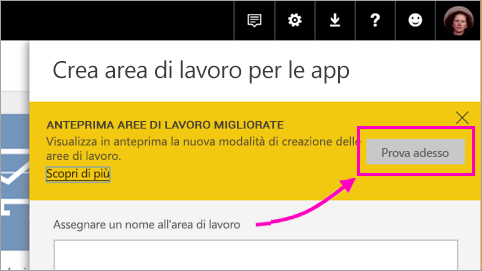 Crea area di lavoro per le app
ANTEPRIMA AREE DI LAVORO MIGLIORATE
Visualizza in anteprima la nuova modalità di creazione delle
aree di lavoro.
Scopri di più
Prova adesso
Assegnare un nome all'area di lavoro